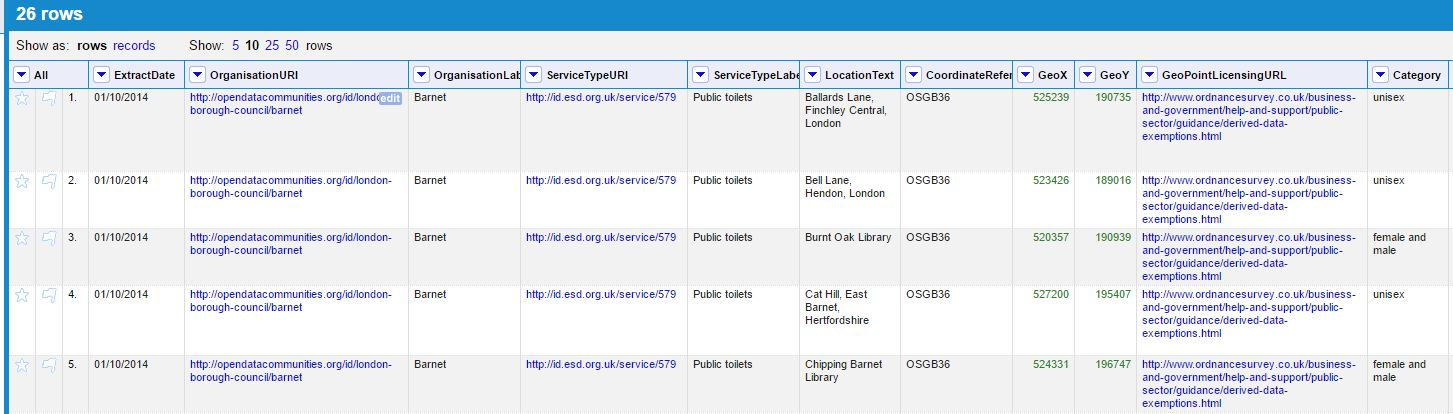 26 rows
Show as: rows records Show: 5 10 25 50 rows
All ExtractDate OrganisationURI OrganisationLab ServiceTypeURI ServiceTypeLabe LocationText CoordinateRefer GeoX GeoY GeoPointLicensingURL Category
1. 01/10/2014 http://opendatacommunities.org/id/londo edit Barnet http://id.esd.org.uk/service/579 Public toilets Ballards Lane, 525239 190735 http://www.ordnancesurvey.co.uk/business- unisex
borough-council/barnet Finchley Central, OSGB36 and-government/help-and-support/public-
London sector/guidance/derived-data-
exemptions.html
2. 01/10/2014 http://opendatacommunities.org/id/london- Barnet http://id.esd.org.uk/service/579 Public toilets Bell Lane, OSGB36 523426 189016 http://www.ordnancesurvey.co.uk/business- unisex
borough-council/barnet Hendon, London and-government/help-and-support/public-
sector/guidance/derived-data-
exemptions.html
3. 01/10/2014 http://opendatacommunities.org/id/london- Barnet http://id.esd.org.uk/service/579 Public toilets Burnt Oak Library OSGB36 520357 190939 http://www.ordnancesurvey.co.uk/business- female and
borough-council/barnet and-government/help-and-support/public- male
sector/guidance/derived-data-
exemptions.html
4. 01/10/2014 http://opendatacommunities.org/id/london- Barnet http://id.esd.org.uk/service/579 Public toilets Cat Hill, East OSGB36 527200 195407 http://www.ordnancesurvey.co.uk/business- unisex
borough-council/barnet Barnet, and-government/help-and-support/public-
Hertfordshire sector/guidance/derived-data-
exemptions.html
5. 01/10/2014 http://opendatacommunities.org/id/london- Barnet http://id.esd.org.uk/service/579 Public toilets Chipping Barnet OSGB36 524331 196747 http://www.ordnancesurvey.co.uk/business- female and
borough-council/barnet Library and-government/help-and-support/public- male
sector/guidance/derived-data-
exemptions.html